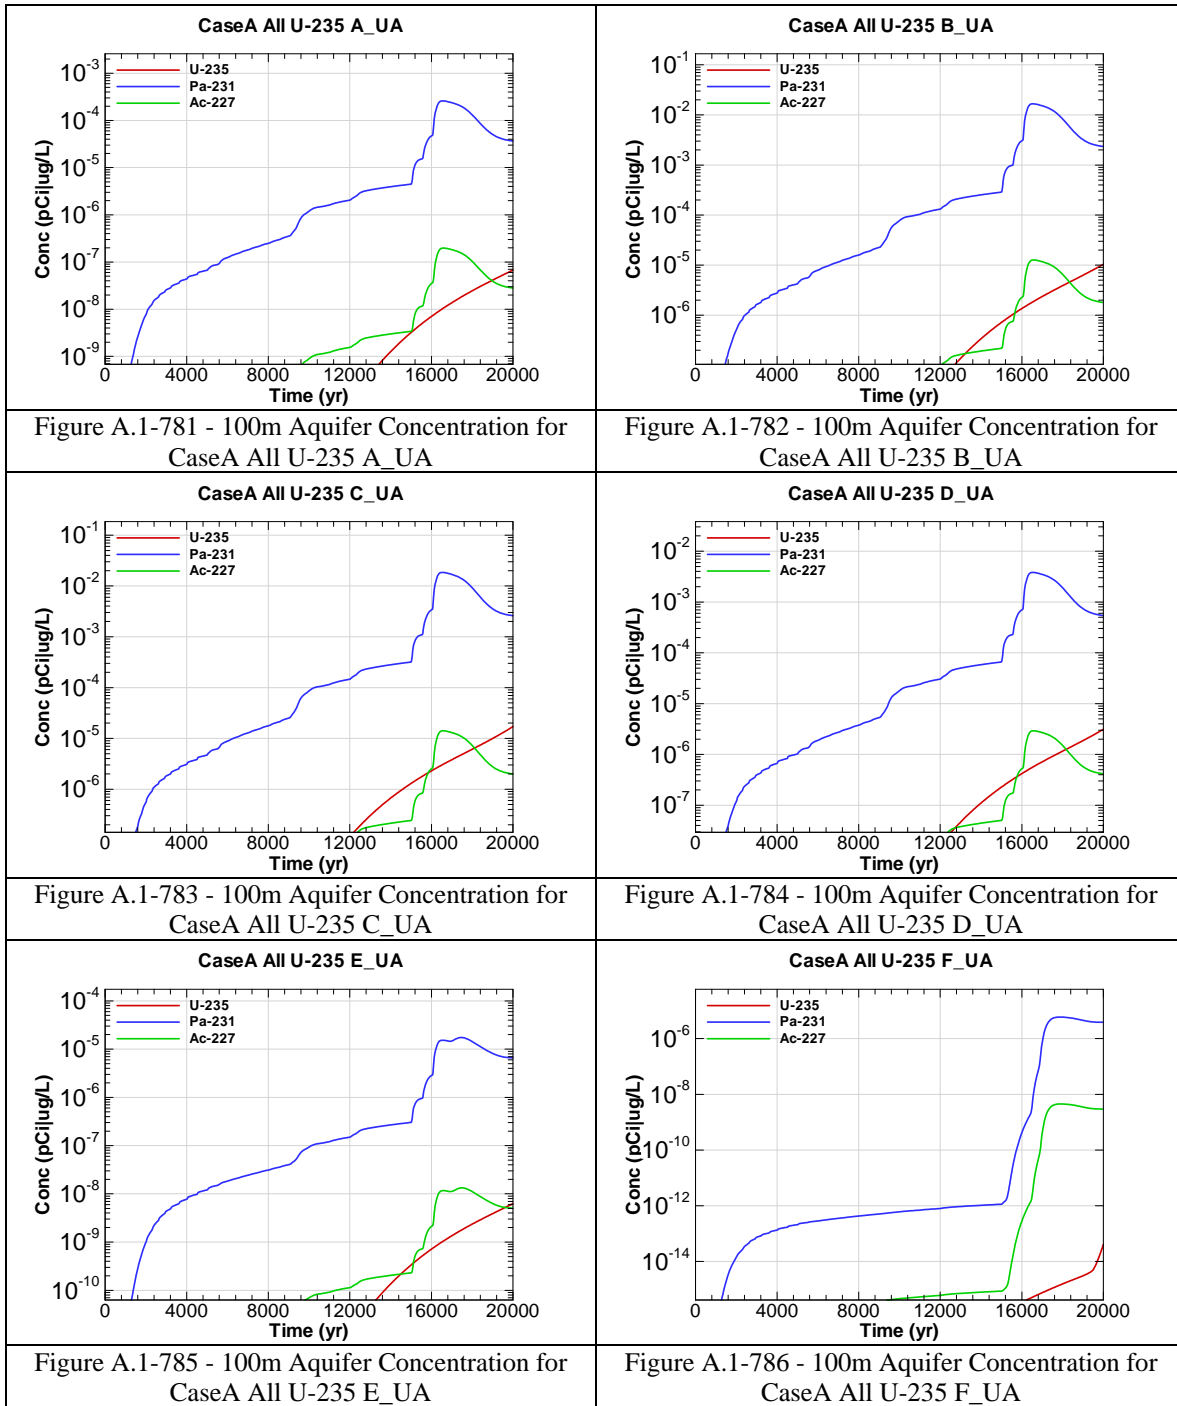 CaseA All U-235 A_UA
Conc (pCi|ug/L)
10-3
10-4
10-5
10-6
10-7
10-8
10-9
U-235
Pa-231
Ac-227
0 4000 8000 12000 16000 20000
Time (yr)
Figure A.1-781 - 100m Aquifer Concentration for
CaseA All U-235 A_UA
CaseA All U-235 B_UA
Conc (pCi|ug/L)
10-1
10-2
10-3
10-4
10-5
10-6
U-235
Pa-231
Ac-227
0 4000 8000 12000 16000 20000
Time (yr)
Figure A.1-782 - 100m Aquifer Concentration for
CaseA All U-235 B_UA
CaseA All U-235 C_UA
Conc (pCi|ug/L)
10-1
10-2
10-3
10-4
10-5
10-6
U-235
Pa-231
Ac-227
0 4000 8000 12000 16000 20000
Time (yr)
Figure A.1-783 - 100m Aquifer Concentration for
CaseA All U-235 C_UA
CaseA All U-235 D_UA
Conc (pCi|ug/L)
10-2
10-3
10-4
10-5
10-6
10-7
U-235
Pa-231
Ac-227
0 4000 8000 12000 16000 20000
Time (yr)
Figure A.1-784 - 100m Aquifer Concentration for
CaseA All U-235 D_UA
CaseA All U-235 E_UA
Conc (pCi|ug/L)
10-4
10-5
10-6
10-7
10-8
10-9
10-10
U-235
Pa-231
Ac-227
0 4000 8000 12000 16000 20000
Time (yr)
Figure A.1-785 - 100m Aquifer Concentration for
CaseA All U-235 E_UA
CaseA All U-235 F_UA
Conc (pCi|ug/L)
10-6
10-8
10-10
10-12
10-14
U-235
Pa-231
Ac-227
0 4000 8000 12000 16000 20000
Time (yr)
Figure A.1-786 - 100m Aquifer Concentration for
CaseA All U-235 F_UA